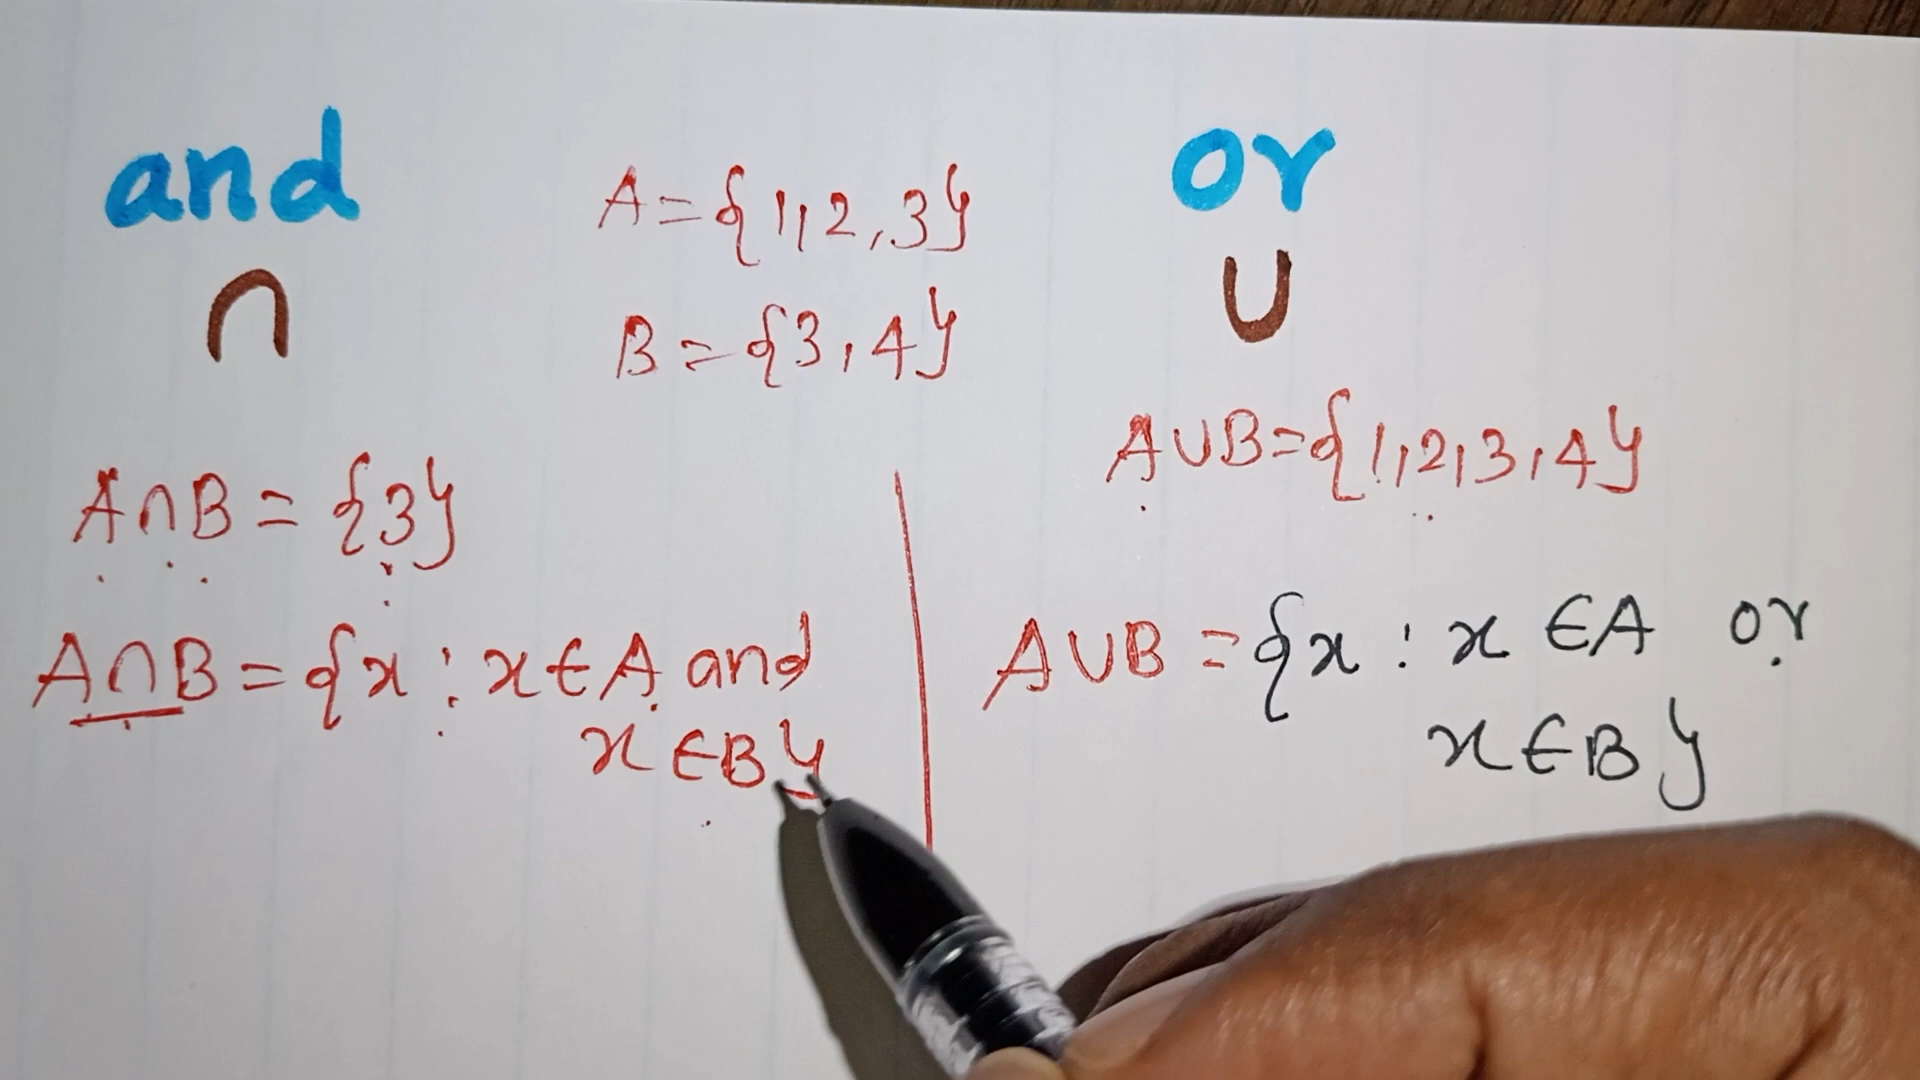 and
∩
A={1,2,3}
B={3,4}
or
∪
A∩B={3}
A∩B={x:x∈A and
x∈B}
A∪B={1,2,3,4}
A∪B={x:x∈A or
x∈B}